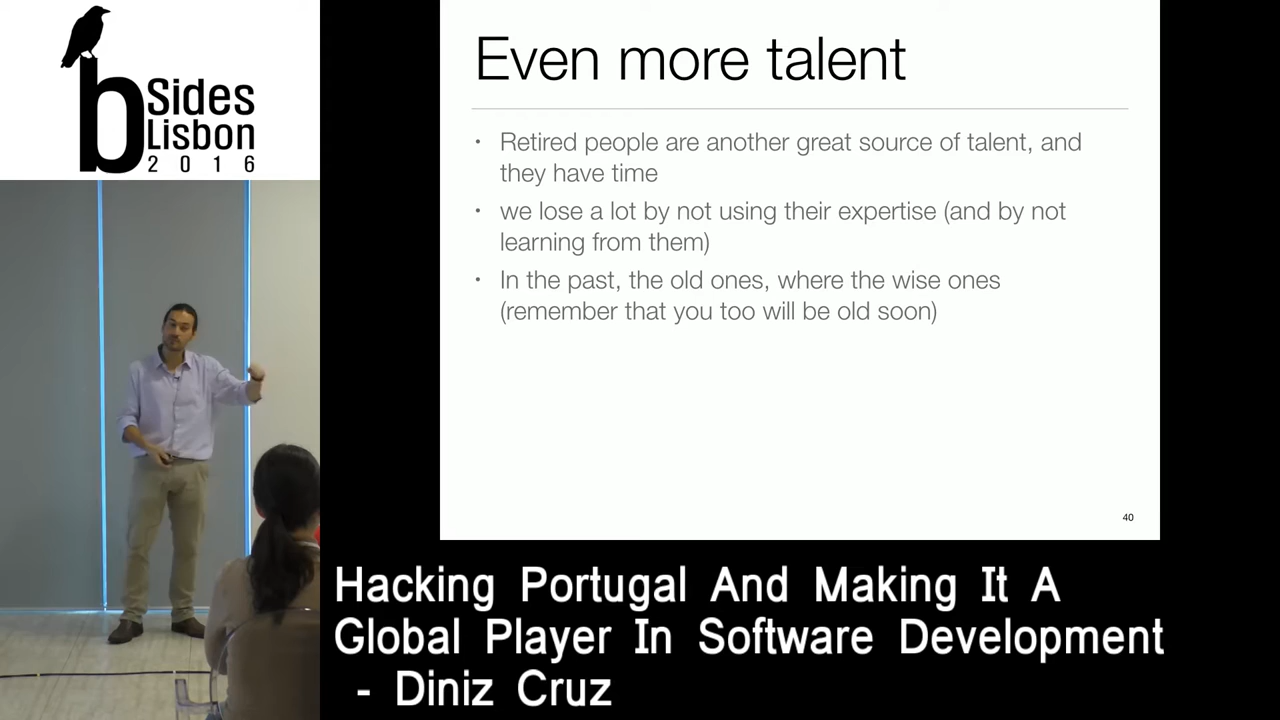 b Sides
Lisbon
2016
Even more talent
• Retired people are another great source of talent, and
they have time
• we lose a lot by not using their expertise (and by not
learning from them)
• In the past, the old ones, where the wise ones
(remember that you too will be old soon)
40
Hacking Portugal And Making It A
Global Player In Software Development
- Diniz Cruz